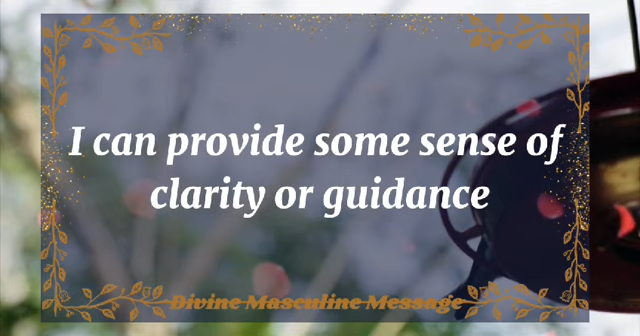 I can provide some sense of
clarity or guidance
Divine Masculine Message